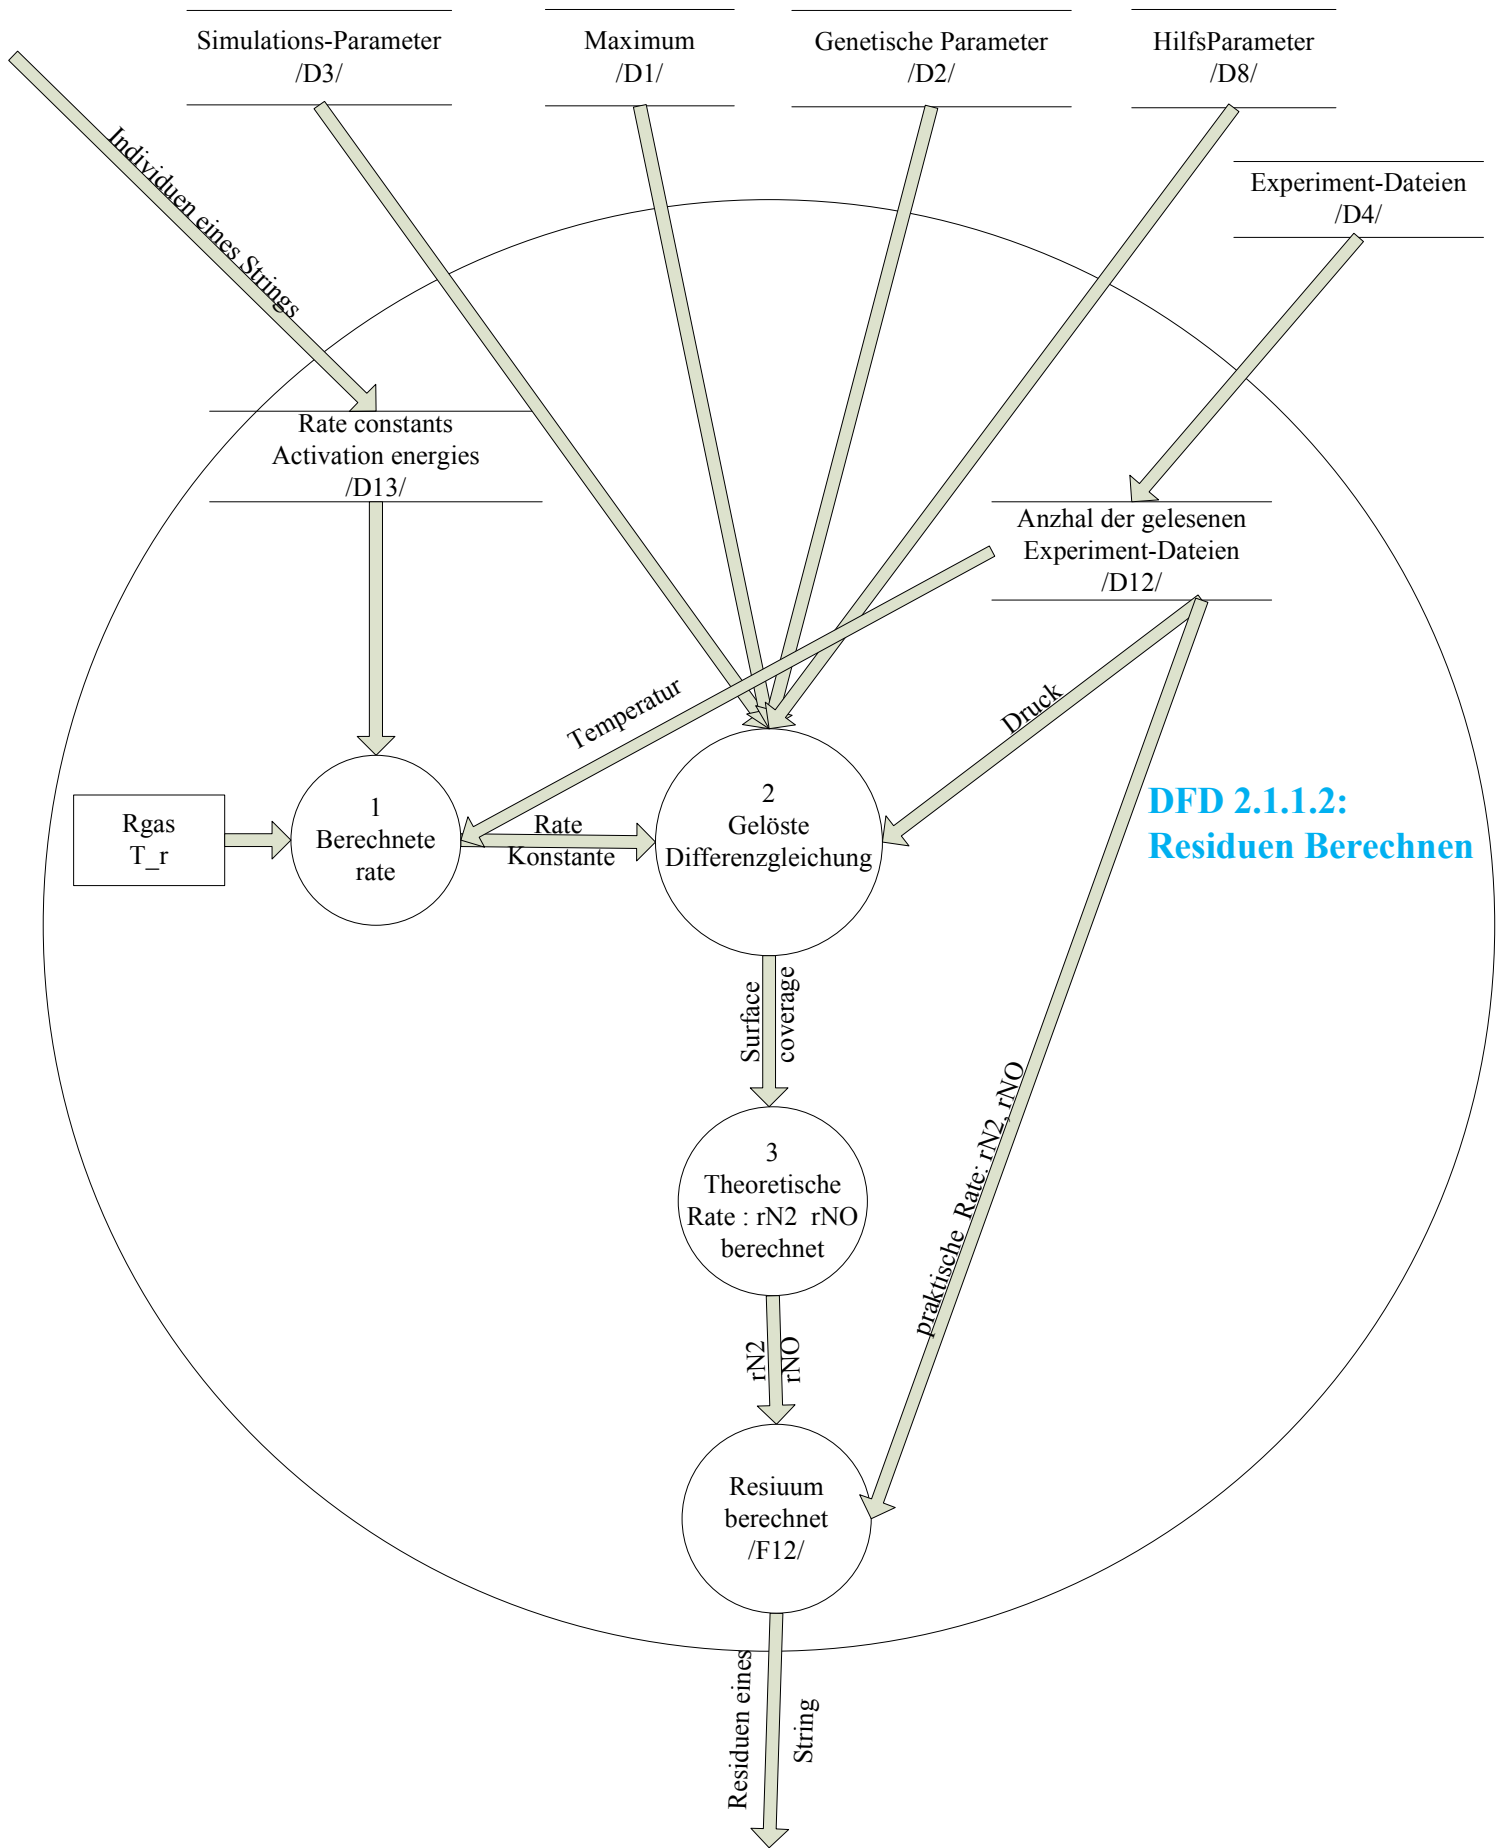 Simulations-Parameter
/D3/
Maximum
/D1/
Genetische Parameter
/D2/
HilfsParameter
/D8/
Experiment-Dateien
/D4/
Individuen eines Strings
Rate constants
Activation energies
/D13/
Anzhal der gelesenen
Experiment-Dateien
/D12/
Temperatur
Druck
Rgas
T_r
1
Berechnete
rate
Rate
Konstante
2
Gelöste
Differenzgleichung
DFD 2.1.1.2:
Residuen Berechnen
Surface
coverage
3
Theoretische
Rate : rN2 rNO
berechnet
praktische Rate: rN2, rNO
rN2
rNO
Resiuum
berechnet
/F12/
Residuen eines
String